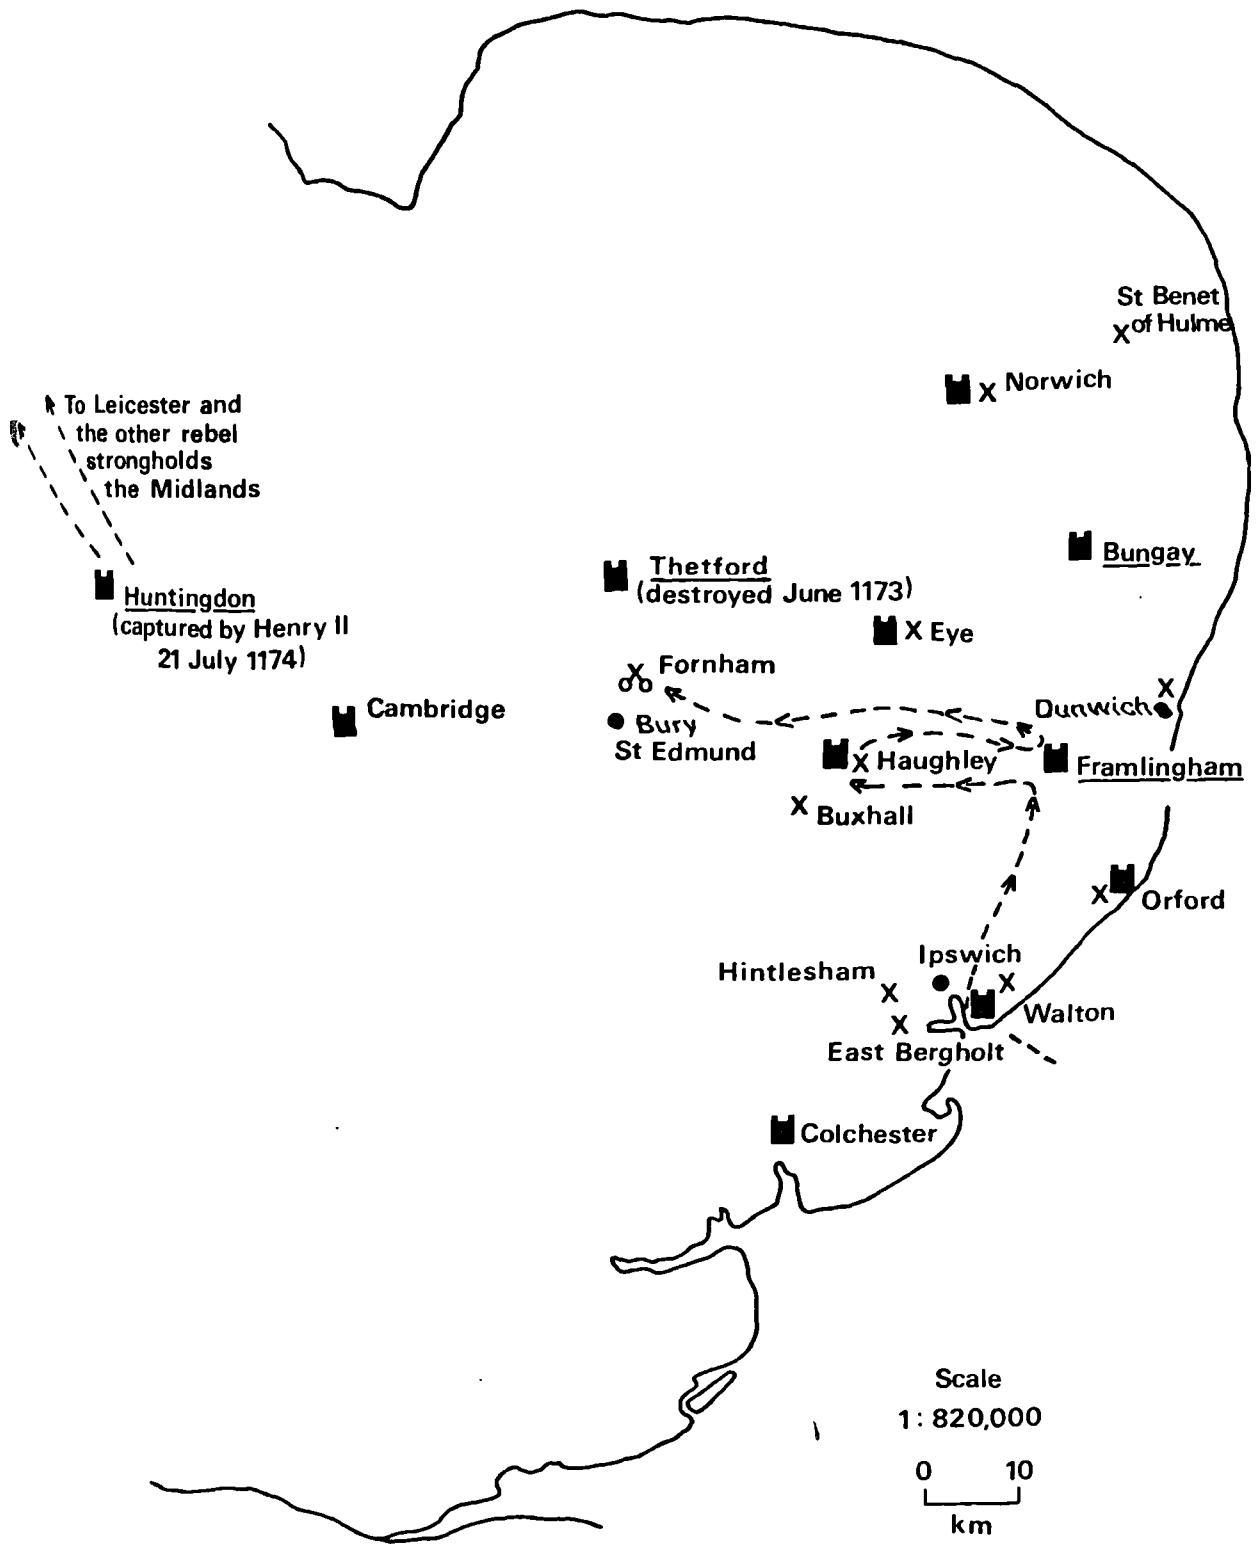 St Benet
of Hulme
X
X Norwich
To Leicester and
the other rebel
strongholds
the Midlands
Bungay
Thetford
(destroyed June 1173)
Huntingdon
(captured by Henry II
21 July 1174)
X Eye
Fornham
X
Dunwich
Cambridge
Bury
St Edmund
X Haughley
Framlingham
X Buxhall
X Orford
Ipswich
Hintlesham
X
X
Walton
X
East Bergholt
Colchester
Scale
1:820,000
0 10
km